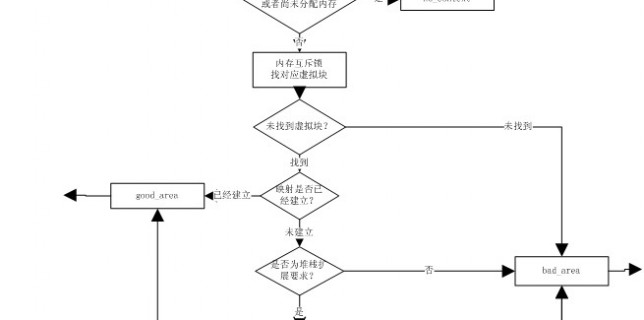 或者尚未分配内存
是
否
内存互斥锁
找对应虚拟块
未找到虚拟块?
未找到
找到
映射是否已
经建立?
已经建立
good_area
未建立
是否为堆栈扩
展要求?
否
bad_area
是